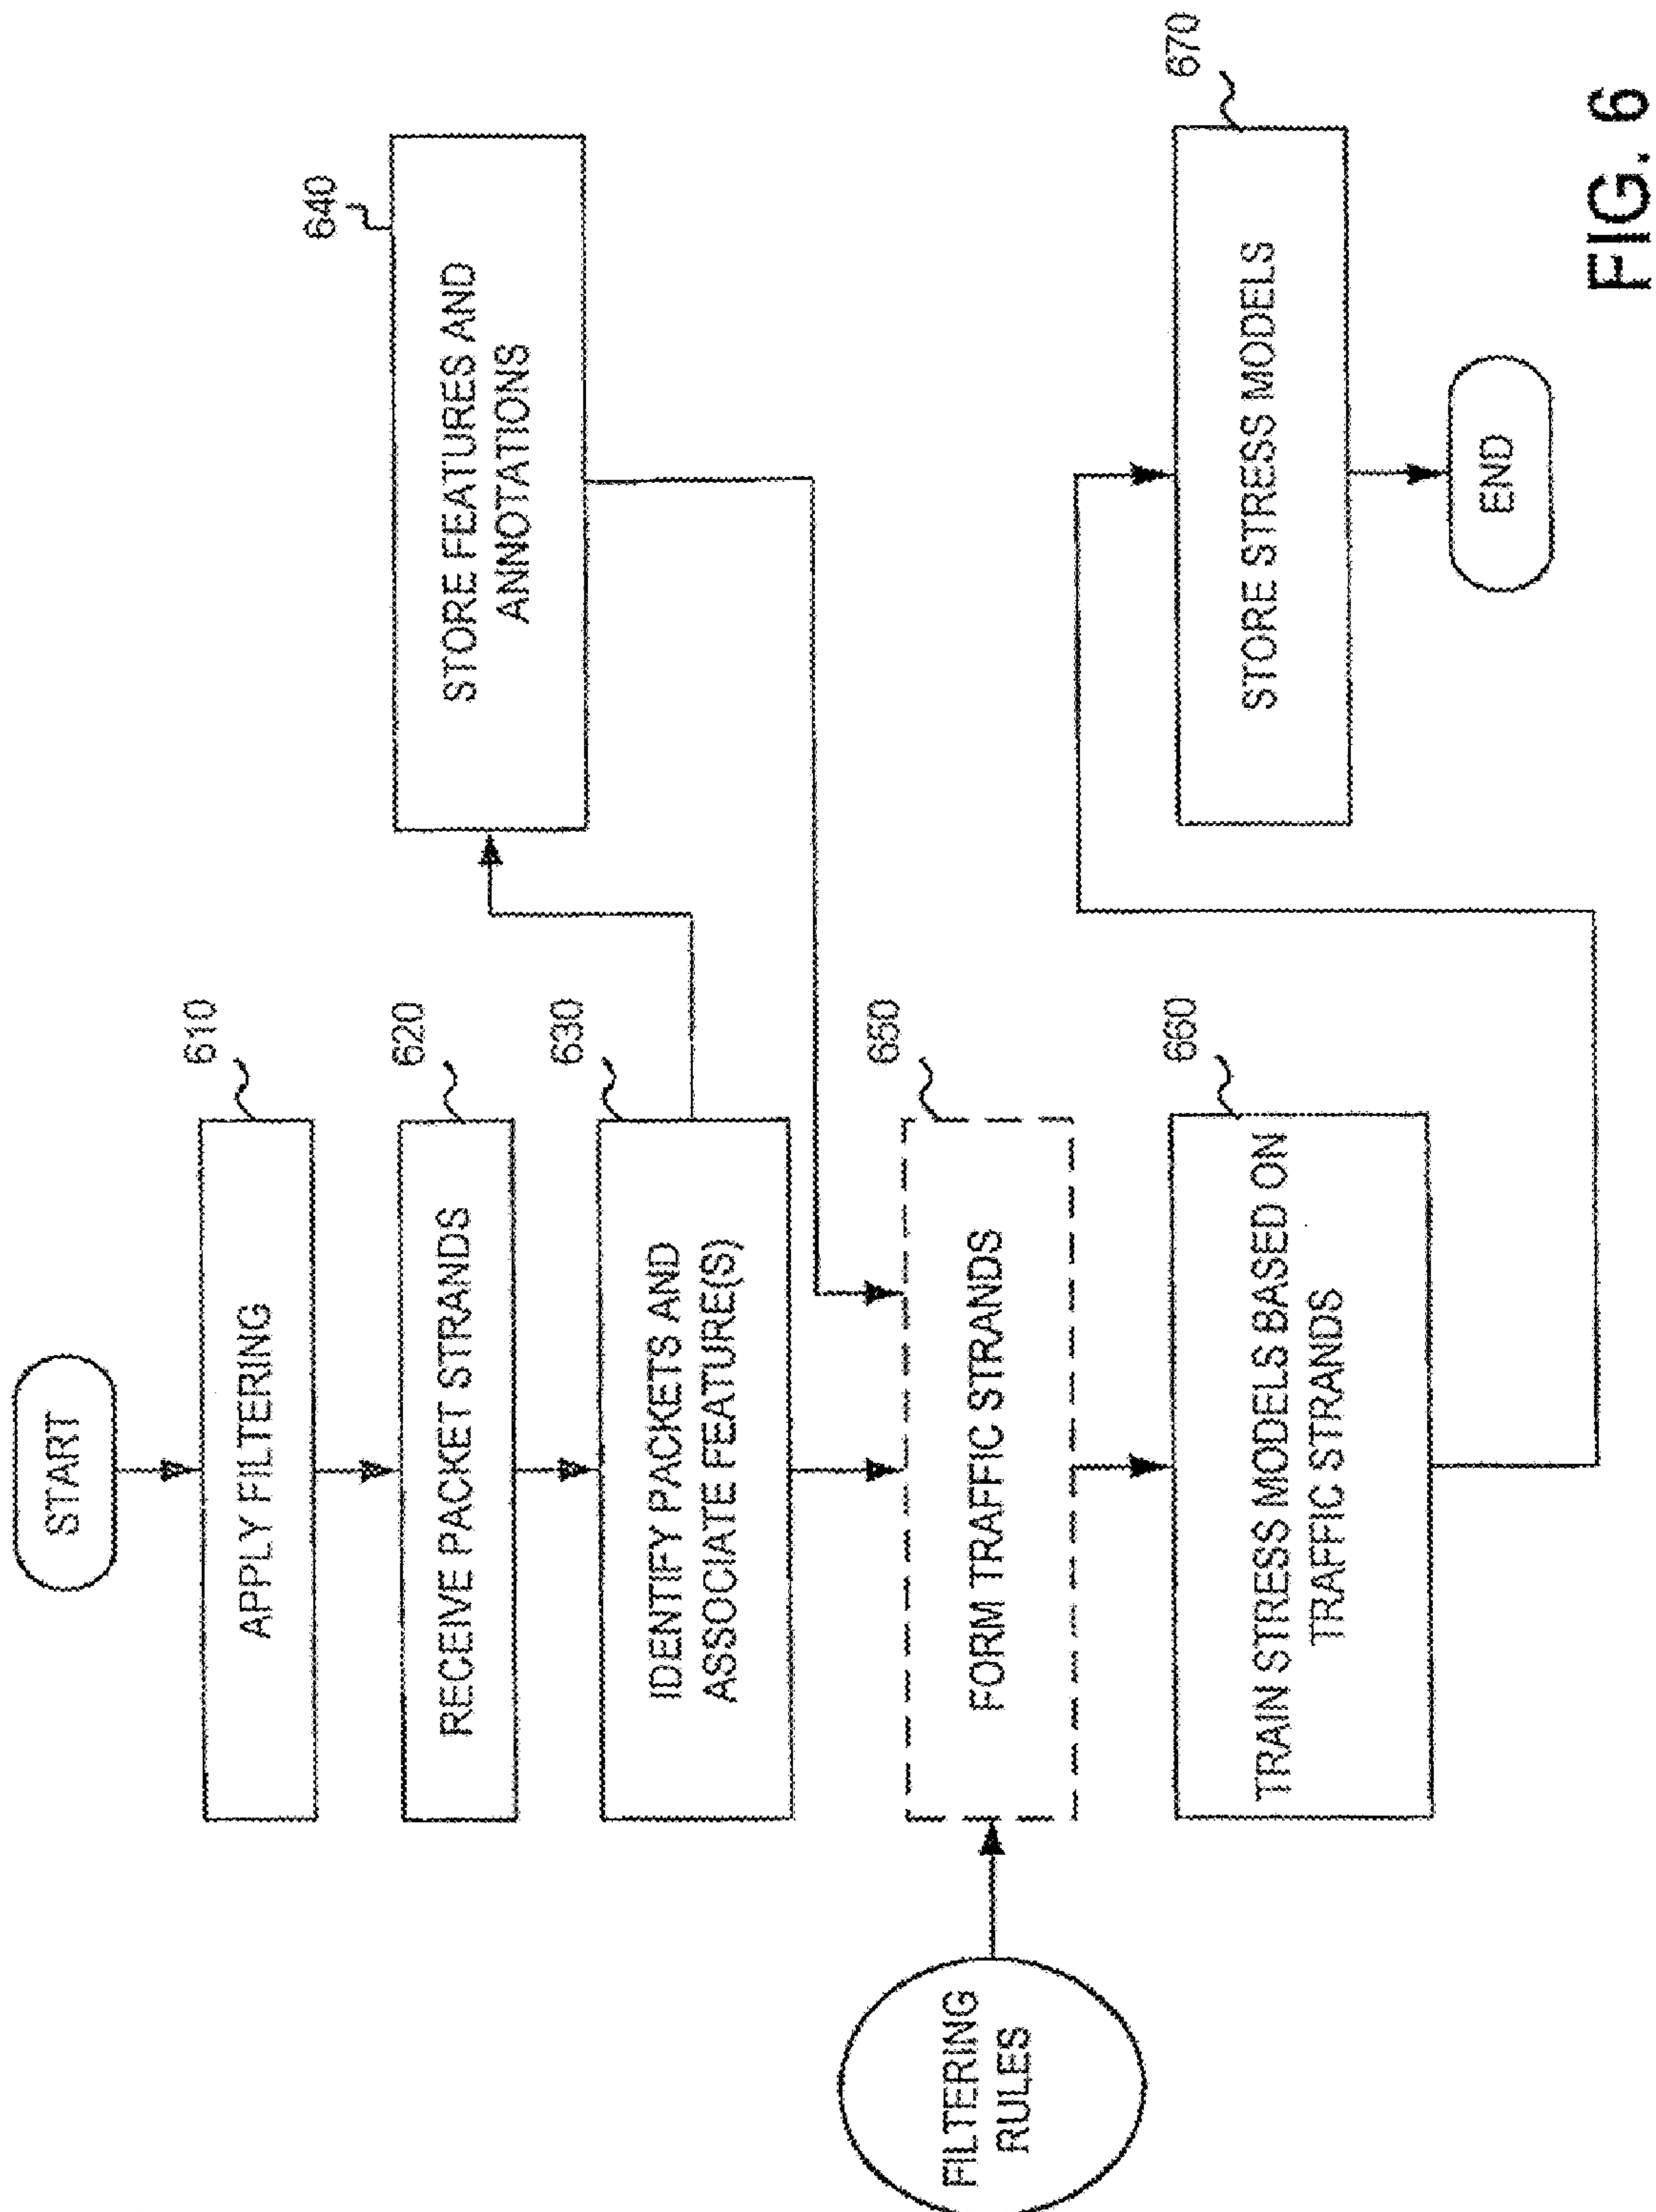 START
610
APPLY FILTERING
620
RECEIVE PACKET STRANDS
630
IDENTIFY PACKETS AND
ASSOCIATE FEATURE(S)
640
STORE FEATURES AND
ANNOTATIONS
FILTERING
RULES
650
FORM TRAFFIC STRANDS
660
TRAIN STRESS MODELS BASED ON
TRAFFIC STRANDS
670
STORE STRESS MODELS
END
FIG. 6